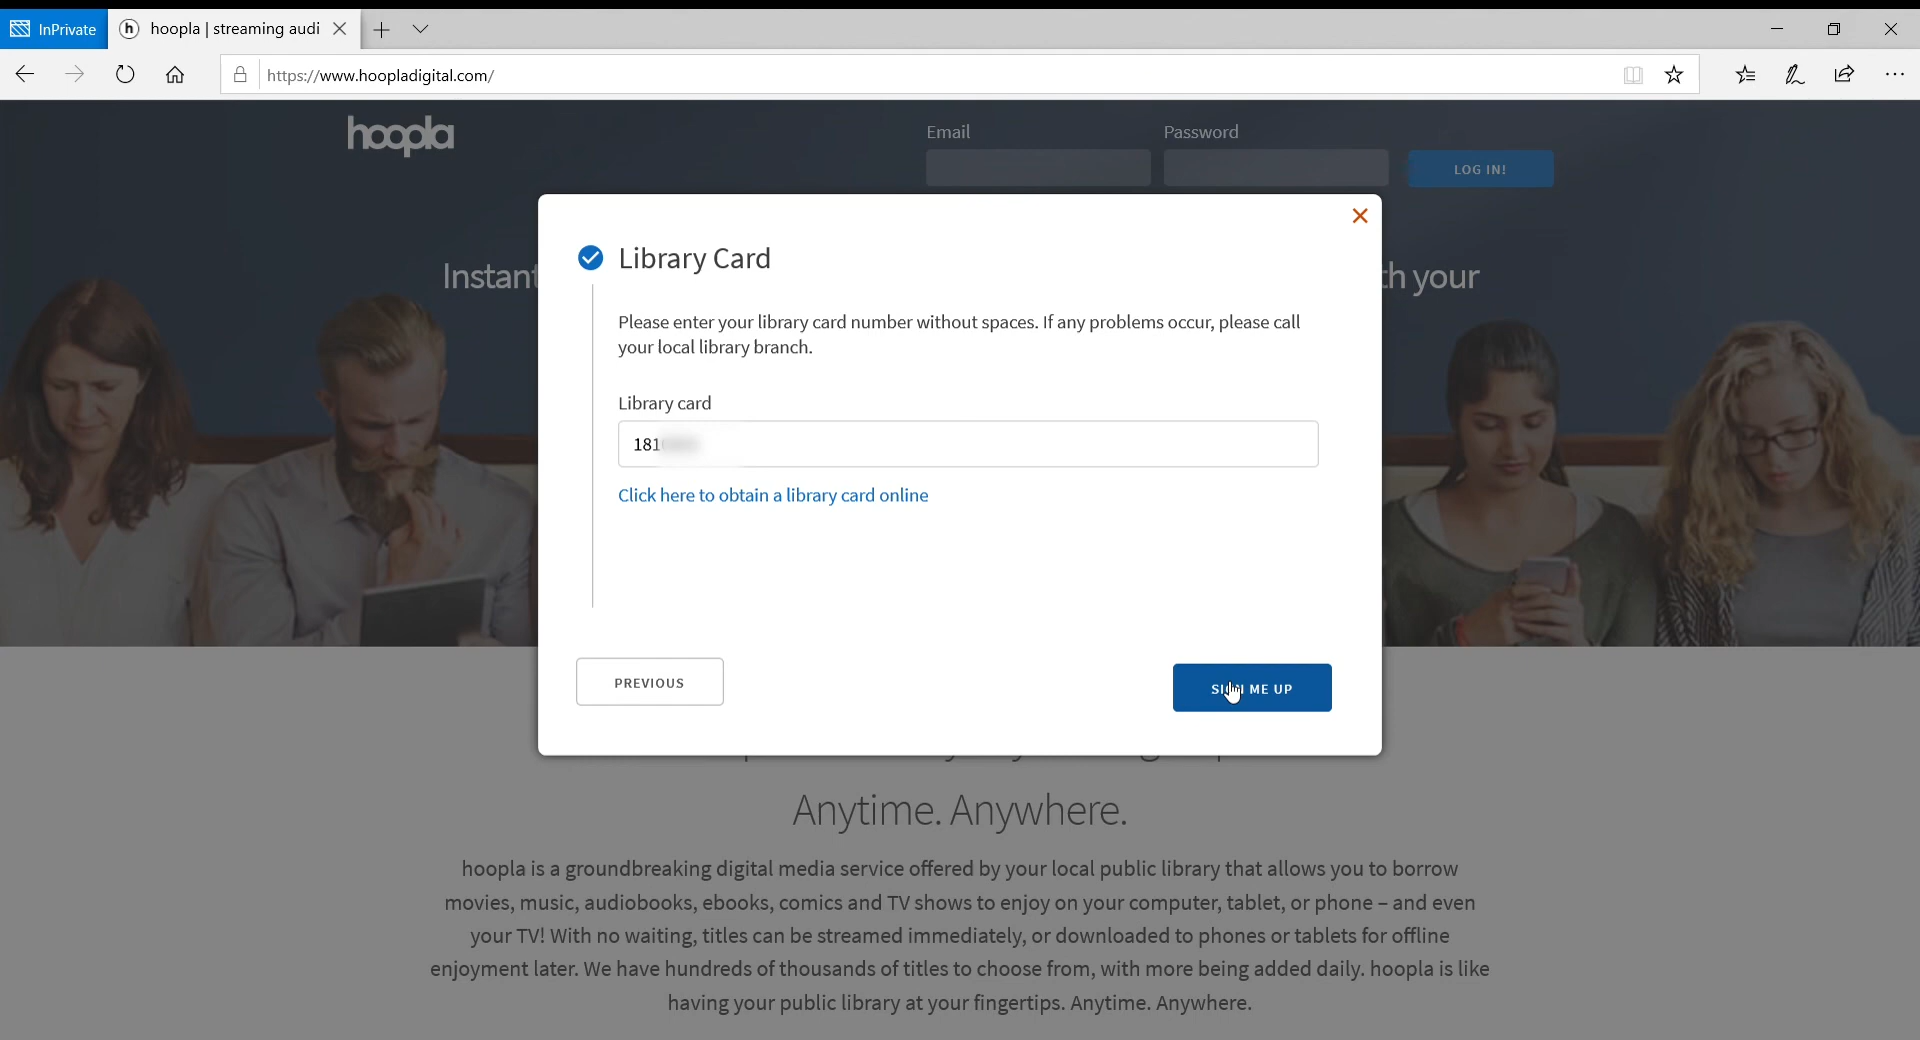 InPrivate
hoopla | streaming audi
https://www.hoopladigital.com/
hoopla
Email
Password
LOG IN!
Instant
th your
Library Card
Please enter your library card number without spaces. If any problems occur, please call
your local library branch.
Library card
181
Click here to obtain a library card online
PREVIOUS
SIGN ME UP
Anytime. Anywhere.
hoopla is a groundbreaking digital media service offered by your local public library that allows you to borrow
movies, music, audiobooks, ebooks, comics and TV shows to enjoy on your computer, tablet, or phone – and even
your TV! With no waiting, titles can be streamed immediately, or downloaded to phones or tablets for offline
enjoyment later. We have hundreds of thousands of titles to choose from, with more being added daily. hoopla is like
having your public library at your fingertips. Anytime. Anywhere.